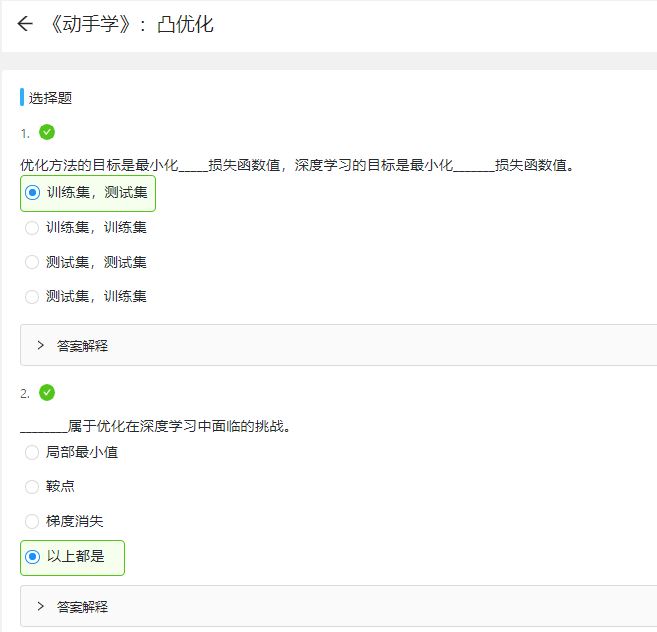 《动手学》：凸优化
选择题
1.
优化方法的目标是最小化_____损失函数值，深度学习的目标是最小化_______损失函数值。
训练集，测试集
训练集，训练集
测试集，测试集
测试集，训练集
答案解释
2.
________属于优化在深度学习中面临的挑战。
局部最小值
鞍点
梯度消失
以上都是
答案解释